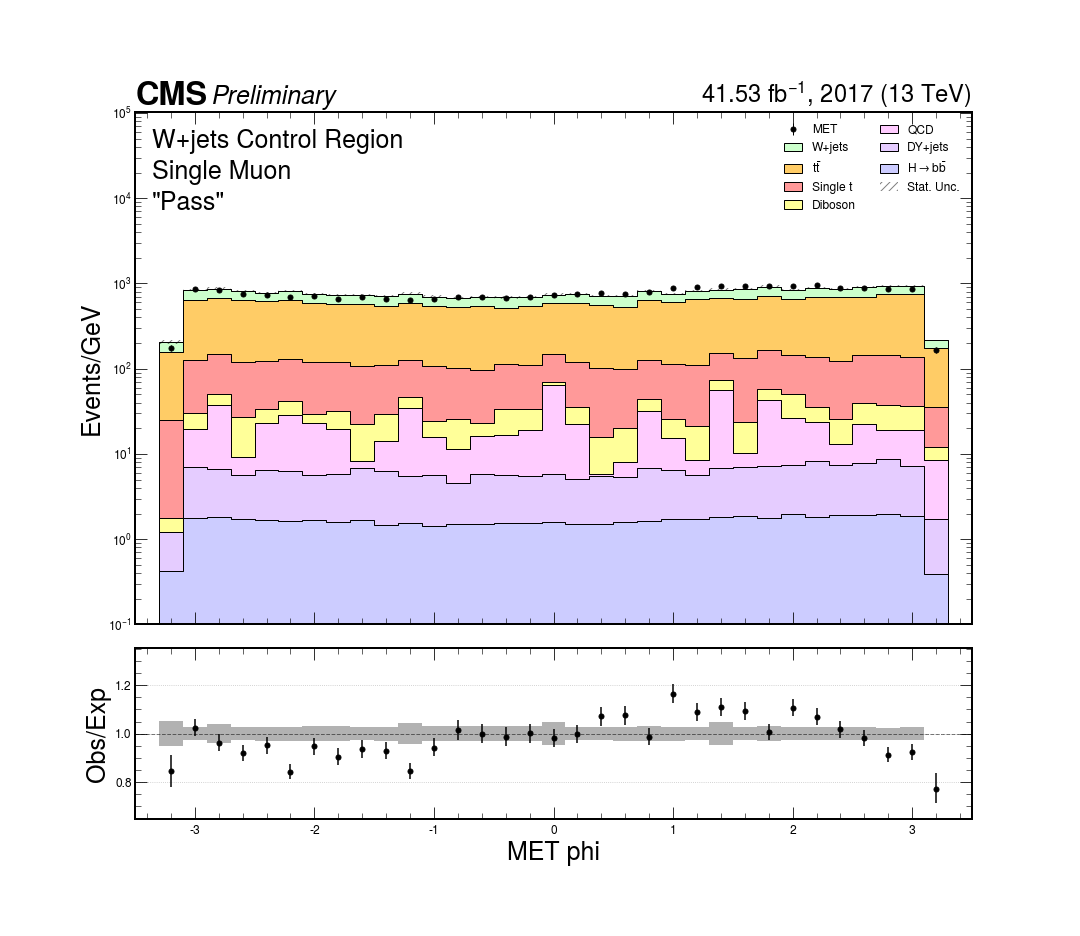 CMS Preliminary 41.53 fb⁻¹, 2017 (13 TeV)
W+jets Control Region
Single Muon
"Pass"
MET
W+jets
tt̄
Single t
Diboson
QCD
DY+jets
H→bb̄
Stat. Unc.
Events/GeV
10⁵
10⁴
10³
10²
10¹
10⁰
10⁻¹
Obs/Exp
1.2
1.0
0.8
-3 -2 -1 0 1 2 3
MET phi